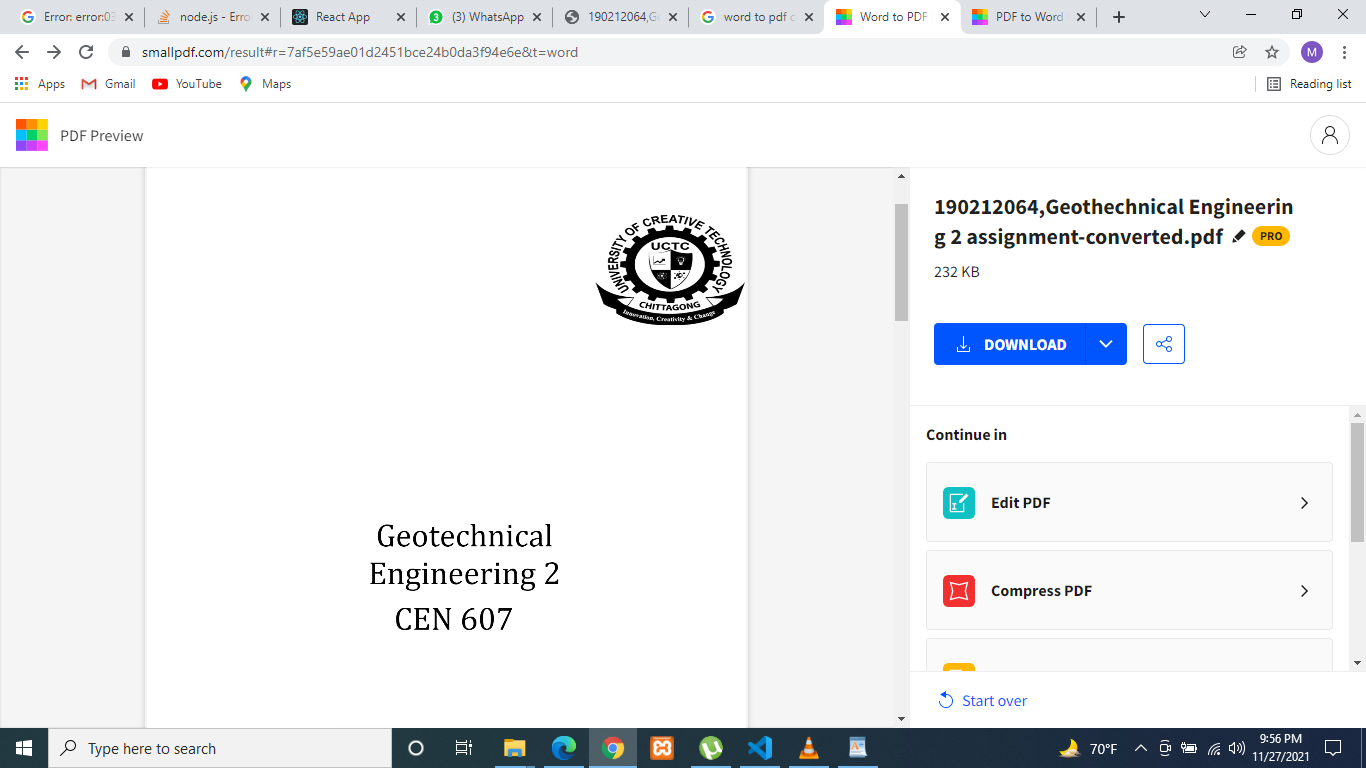 Error: error:03
node.js - Erro
React App
(3) WhatsApp
190212064,Ge
word to pdf c
Word to PDF
PDF to Word
smallpdf.com/result#r=7af5e59ae01d2451bce24b0da3f94e6e&t=word
M
Apps
Gmail
YouTube
Maps
Reading list
PDF Preview
UNIVERSITY OF CREATIVE TECHNOLOGY
UCTC
CHITTAGONG
Innovation, Creativity & Change
Geotechnical
Engineering 2
CEN 607
190212064,Geothechnical Engineerin
g 2 assignment-converted.pdf PRO
232 KB
DOWNLOAD
Continue in
Edit PDF
Compress PDF
Start over
Type here to search
70°F
9:56 PM
11/27/2021